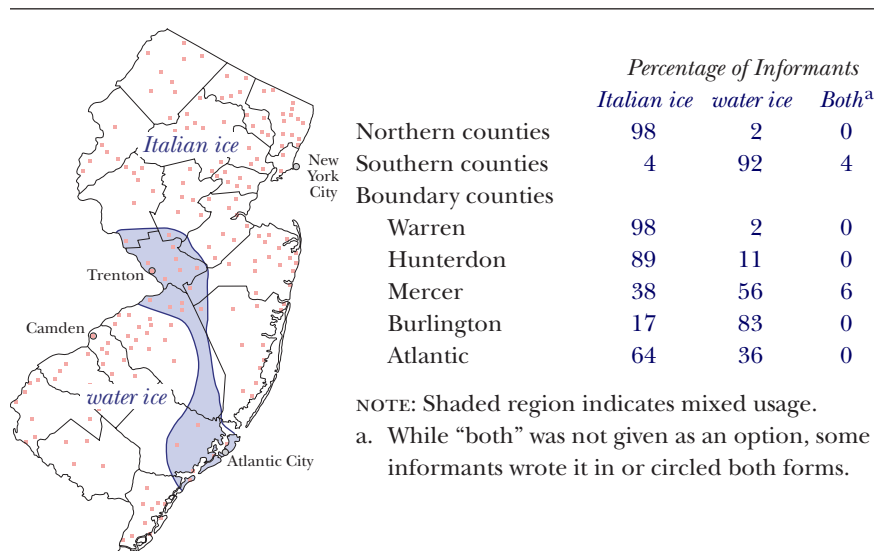 Italian ice
New
York
City
Trenton
Camden
water ice
Atlantic City
Percentage of Informants
Italian ice water ice Bothᵃ
Northern counties 98 2 0
Southern counties 4 92 4
Boundary counties
Warren 98 2 0
Hunterdon 89 11 0
Mercer 38 56 6
Burlington 17 83 0
Atlantic 64 36 0
NOTE: Shaded region indicates mixed usage.
a. While “both” was not given as an option, some
informants wrote it in or circled both forms.